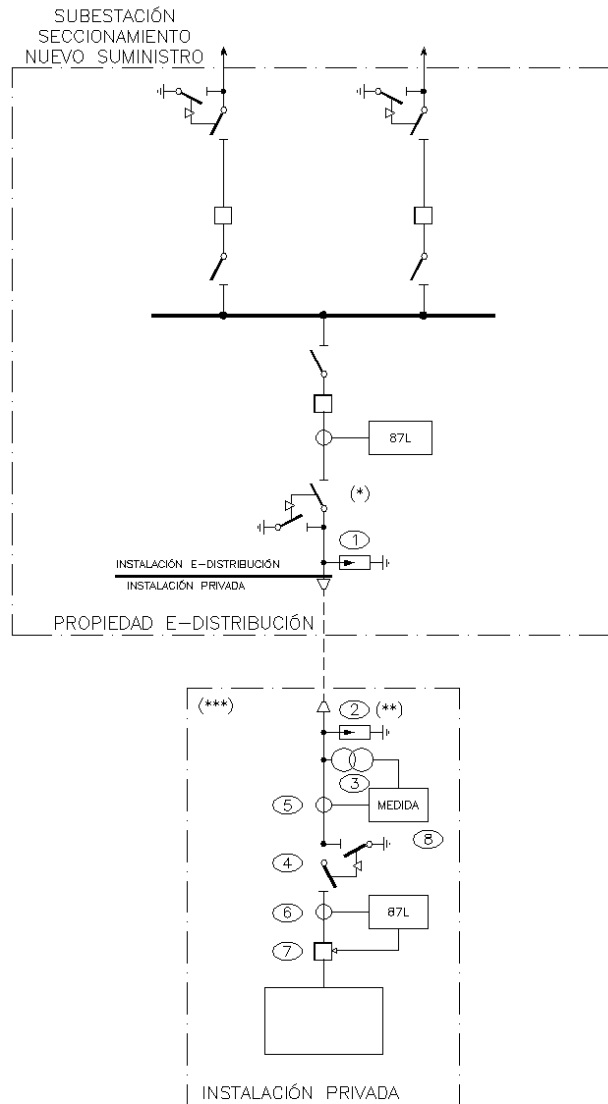 SUBESTACIÓN
SECCIONAMIENTO
NUEVO SUMINISTRO
87L
(*)
1
INSTALACIÓN E-DISTRIBUCIÓN
INSTALACIÓN PRIVADA
PROPIEDAD E-DISTRIBUCIÓN
(***)
2 (**)
3
5
MEDIDA
8
4
6
87L
7
INSTALACIÓN PRIVADA